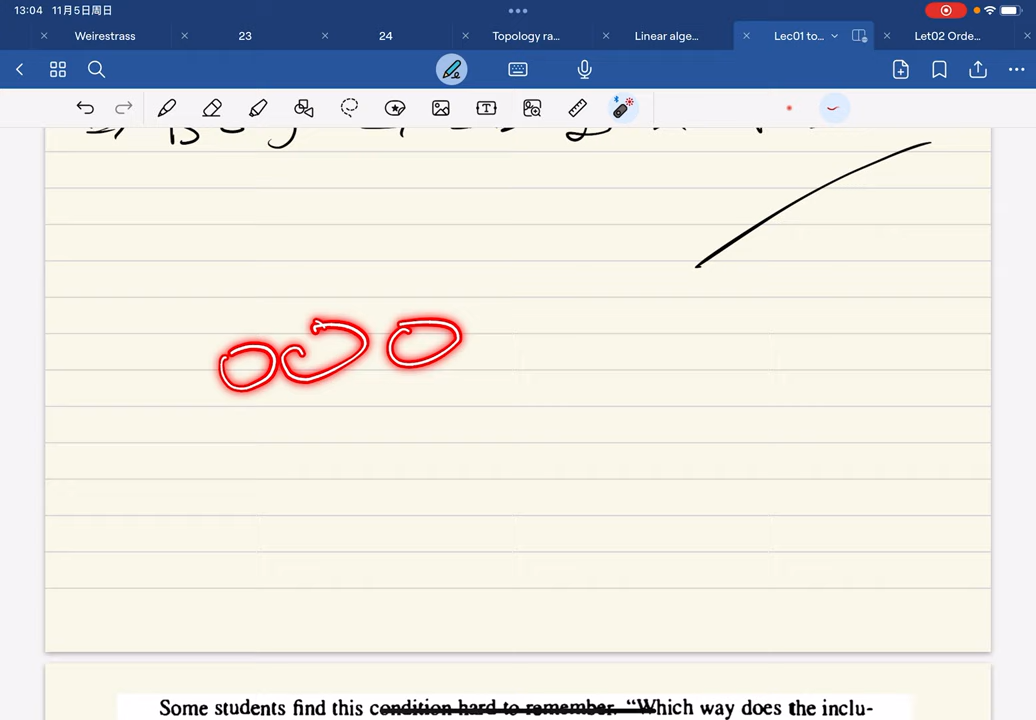 13:04 11月5日周日
Weirestrass 23 24 Topology ra... Linear alge... Lec01 to... Let02 Orde...
Some students find this condition hard to remember. “Which way does the inclu-